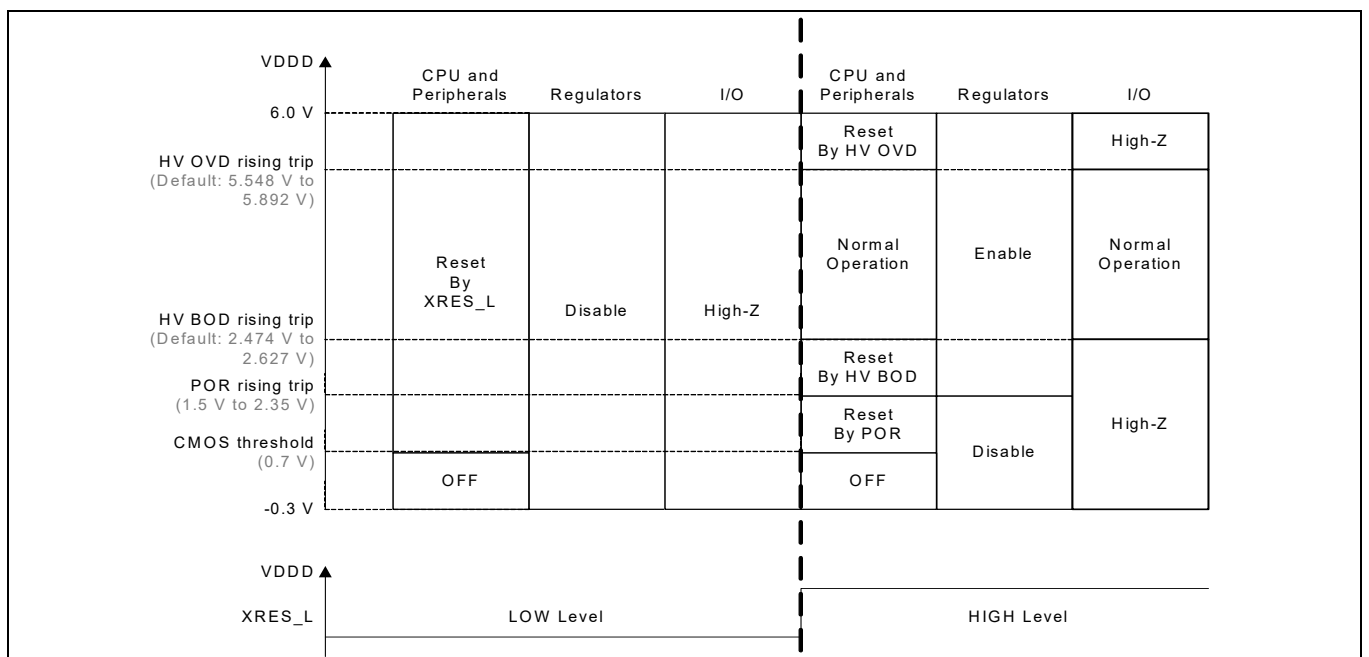 VDDD
CPU and
Peripherals
Regulators
I/O
CPU and
Peripherals
Regulators
I/O
6.0 V
HV OVD rising trip
(Default: 5.548 V to
5.892 V)
Reset
By HV OVD
High-Z
Reset
By
XRES_L
Disable
High-Z
Normal
Operation
Enable
Normal
Operation
HV BOD rising trip
(Default: 2.474 V to
2.627 V)
Reset
By HV BOD
POR rising trip
(1.5 V to 2.35 V)
Reset
By POR
High-Z
CMOS threshold
(0.7 V)
Disable
OFF
OFF
-0.3 V
VDDD
XRES_L
LOW Level
HIGH Level